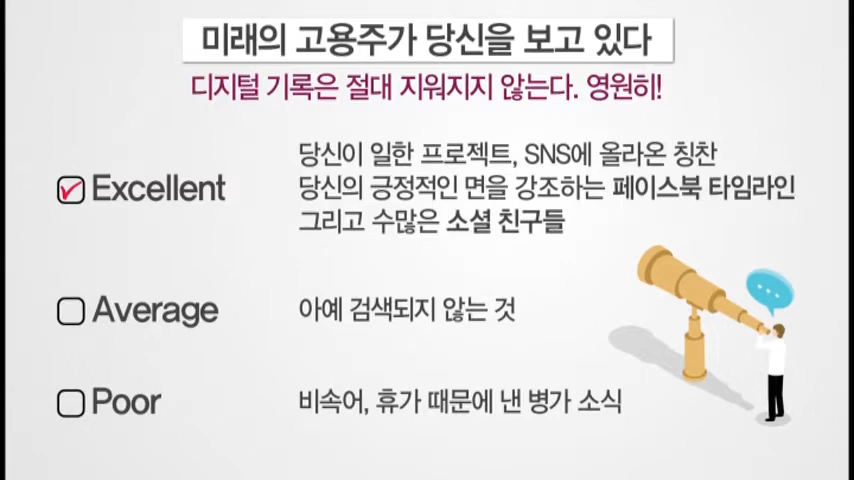 미래의 고용주가 당신을 보고 있다
디지털 기록은 절대 지워지지 않는다. 영원히!
당신이 일한 프로젝트, SNS에 올라온 칭찬
Excellent 당신의 긍정적인 면을 강조하는 페이스북 타임라인
그리고 수많은 소셜 친구들
Average 아예 검색되지 않는 것
Poor 비속어, 휴가 때문에 낸 병가 소식